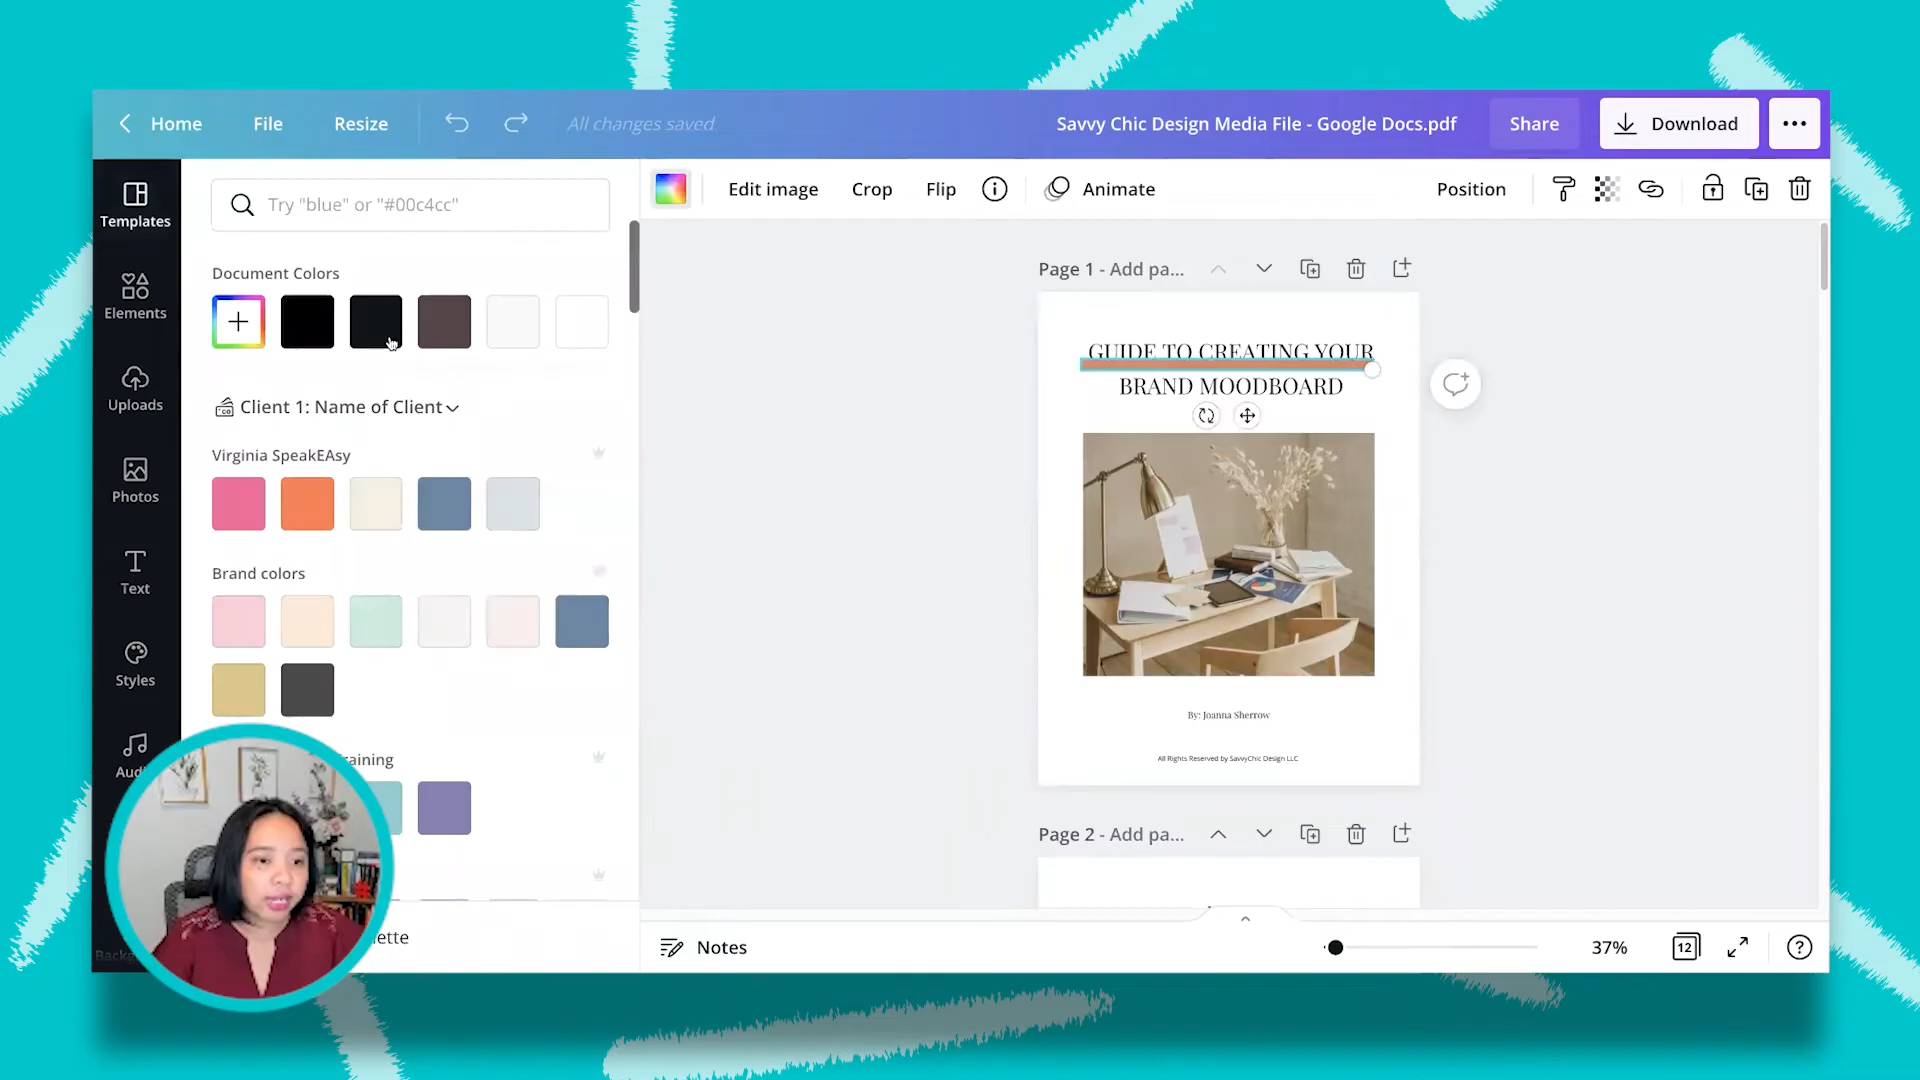 Home
File
Resize
All changes saved
Savvy Chic Design Media File - Google Docs.pdf
Share
Download
Templates
Elements
Uploads
Photos
Text
Styles
Try "blue" or "#00c4cc"
Document Colors
Client 1: Name of Client
Virginia SpeakEAsy
Brand colors
Edit image
Crop
Flip
Animate
Position
Page 1 - Add pa...
GUIDE TO CREATING YOUR
BRAND MOODBOARD
By: Joanna Sherrow
All Rights Reserved by SavvyChic Design LLC
Page 2 - Add pa...
Notes
37%
12